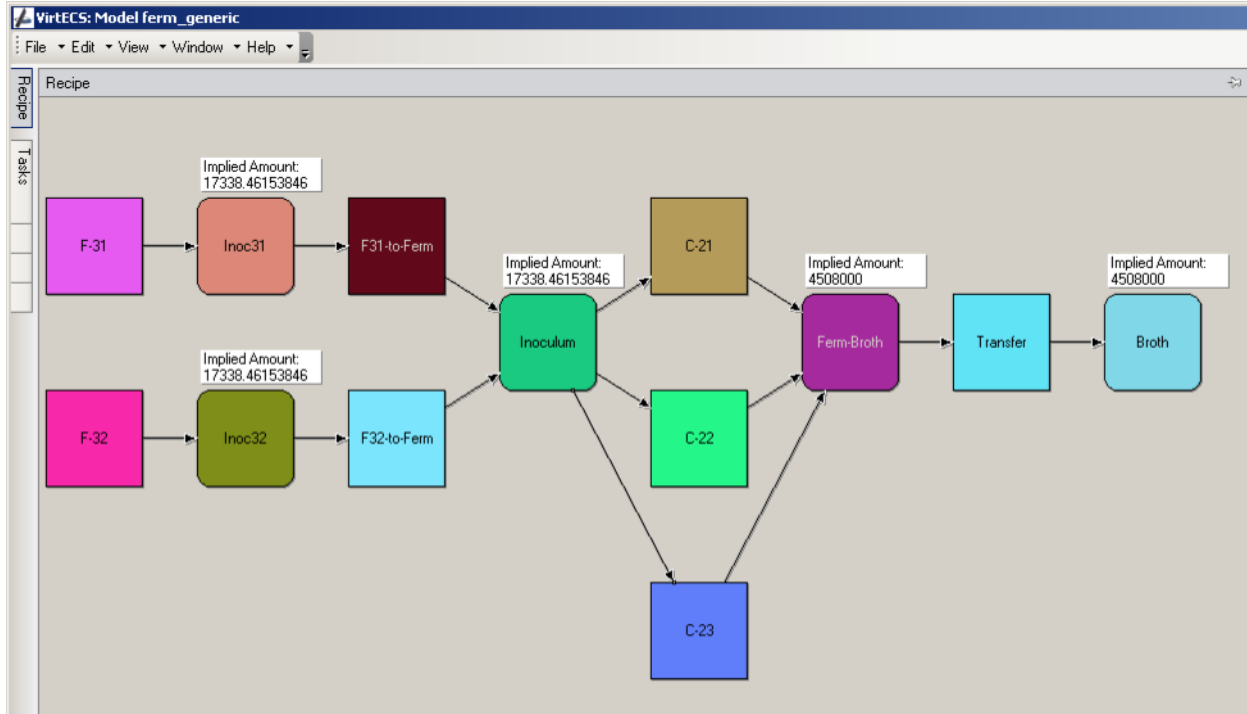 VirtECS: Model ferm_generic
File Edit View Window Help
Recipe
Tasks
Recipe
Implied Amount:
17338.46153846
F-31
Inoc31
F31-to-Ferm
C-21
Implied Amount:
17338.46153846
Inoculum
Implied Amount:
4508000
Ferm-Broth
Transfer
Implied Amount:
4508000
Broth
Implied Amount:
17338.46153846
F-32
Inoc32
F32-to-Ferm
C-22
C-23